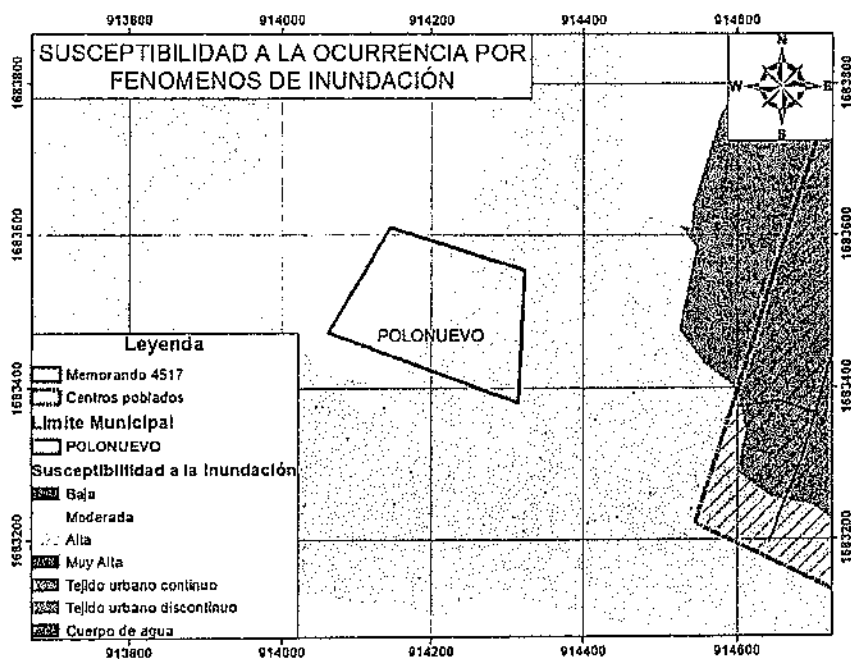 913800 914000 914200 914400 914600
SUSCEPTIBILIDAD A LA OCURRENCIA POR
FENOMENOS DE INUNDACIÓN
N
W E
S
1683800 1683800
1683600 1683600
1683400 1683400
1683200 1683200
POLONUEVO
Leyenda
Memorando 4517
Centros poblados
Limite Municipal
POLONUEVO
Susceptibilidad a la Inundación
Baja
Moderada
Alta
Muy Alta
Tejido urbano continuo
Tejido urbano discontinuo
Cuerpo de agua
913800 914000 914200 914400 914600